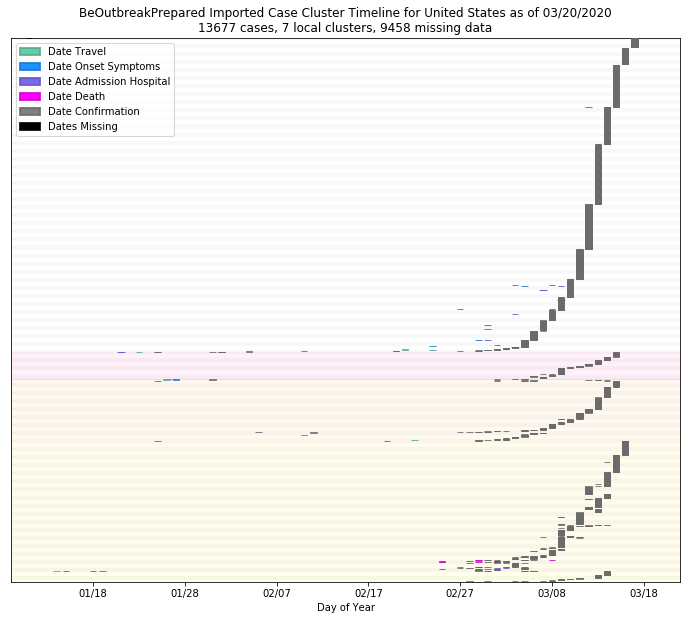 BeOutbreakPrepared Imported Case Cluster Timeline for United States as of 03/20/2020
13677 cases, 7 local clusters, 9458 missing data
Date Travel
Date Onset Symptoms
Date Admission Hospital
Date Death
Date Confirmation
Dates Missing
01/18 01/28 02/07 02/17 02/27 03/08 03/18
Day of Year